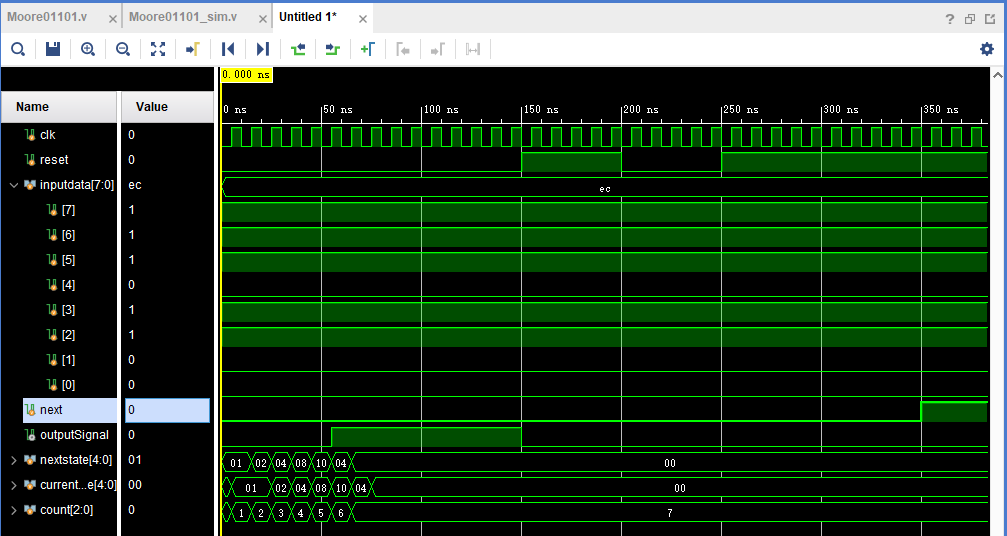 Moore01101.v × Moore01101_sim.v × Untitled 1* ×
?
0.000 ns
Name Value
0 ns 50 ns 100 ns 150 ns 200 ns 250 ns 300 ns 350 ns
clk 0
reset 0
inputdata[7:0] ec ec
[7] 1
[6] 1
[5] 1
[4] 0
[3] 1
[2] 1
[1] 0
[0] 0
next 0
outputSignal 0
nextstate[4:0] 01 01 02 04 08 10 04 00
current...e[4:0] 00 01 02 04 08 10 04 00
count[2:0] 0 1 2 3 4 5 6 7